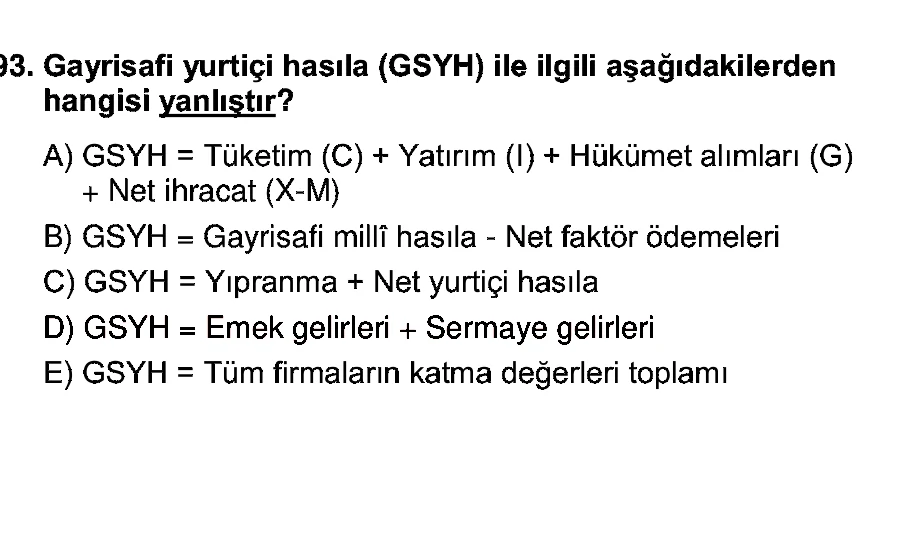 93. Gayrisafi yurtiçi hasıla (GSYH) ile ilgili aşağıdakilerden
hangisi yanlıştır?
A) GSYH = Tüketim (C) + Yatırım (I) + Hükümet alımları (G)
+ Net ihracat (X-M)
B) GSYH = Gayrisafi millî hasıla - Net faktör ödemeleri
C) GSYH = Yıpranma + Net yurtiçi hasıla
D) GSYH = Emek gelirleri + Sermaye gelirleri
E) GSYH = Tüm firmaların katma değerleri toplamı